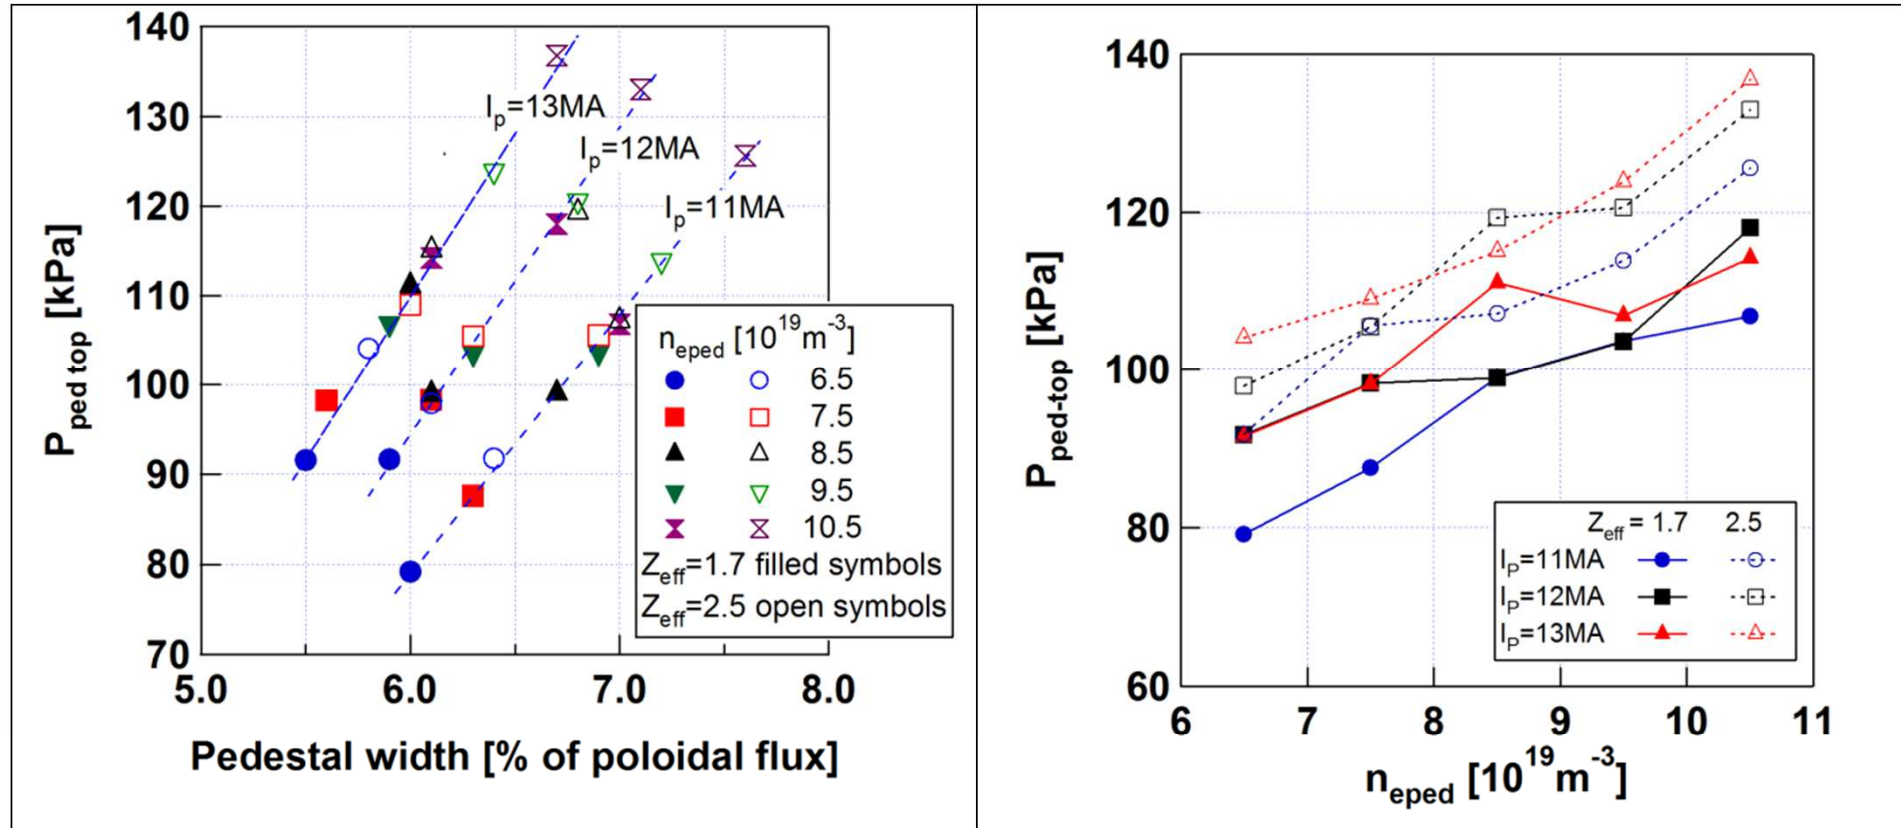 140
130
120
110
100
90
80
70
5.0 6.0 7.0 8.0
P_ped top [kPa]
Pedestal width [% of poloidal flux]
I_p=13MA
I_p=12MA
I_p=11MA
n_eped [10^19m^-3]
6.5
7.5
8.5
9.5
10.5
Z_eff=1.7 filled symbols
Z_eff=2.5 open symbols
140
120
100
80
60
6 7 8 9 10 11
P_ped-top [kPa]
n_eped [10^19m^-3]
Z_eff = 1.7 2.5
I_P=11MA
I_P=12MA
I_P=13MA